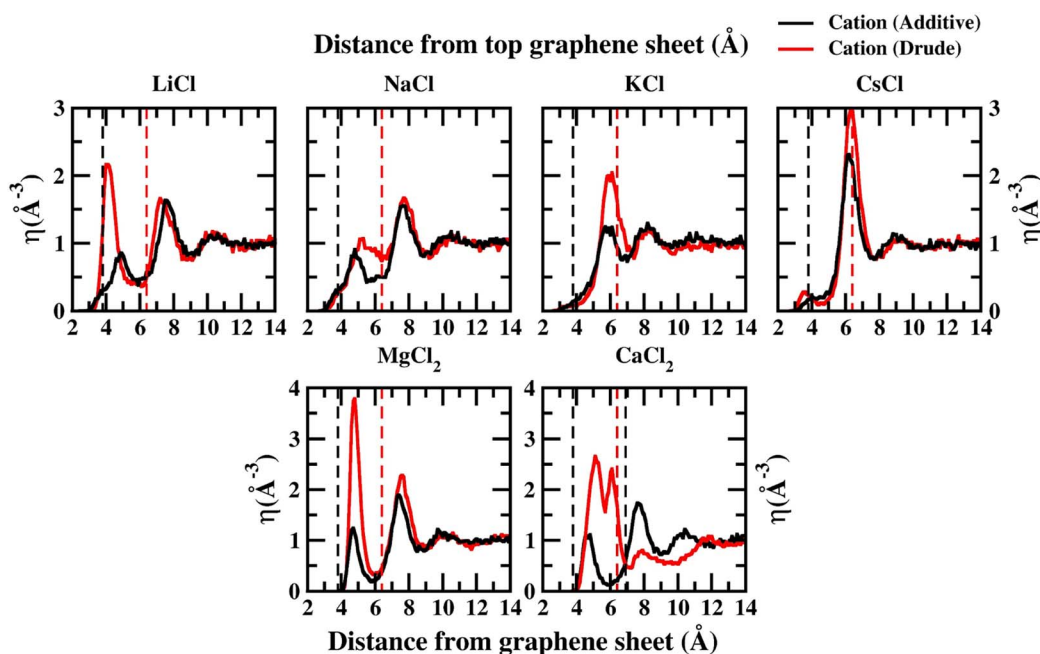 Cation (Additive)
Cation (Drude)
Distance from top graphene sheet (Å)
LiCl NaCl KCl CsCl
3 3
2 2
η(Å⁻³) η(Å⁻³)
1 1
0 0
2 4 6 8 10 12 14 2 4 6 8 10 12 14 2 4 6 8 10 12 14 2 4 6 8 10 12 14
MgCl₂ CaCl₂
4 4
3 3
η(Å⁻³) 2 2 η(Å⁻³)
1 1
0 0
2 4 6 8 10 12 14 2 4 6 8 10 12 14
Distance from graphene sheet (Å)